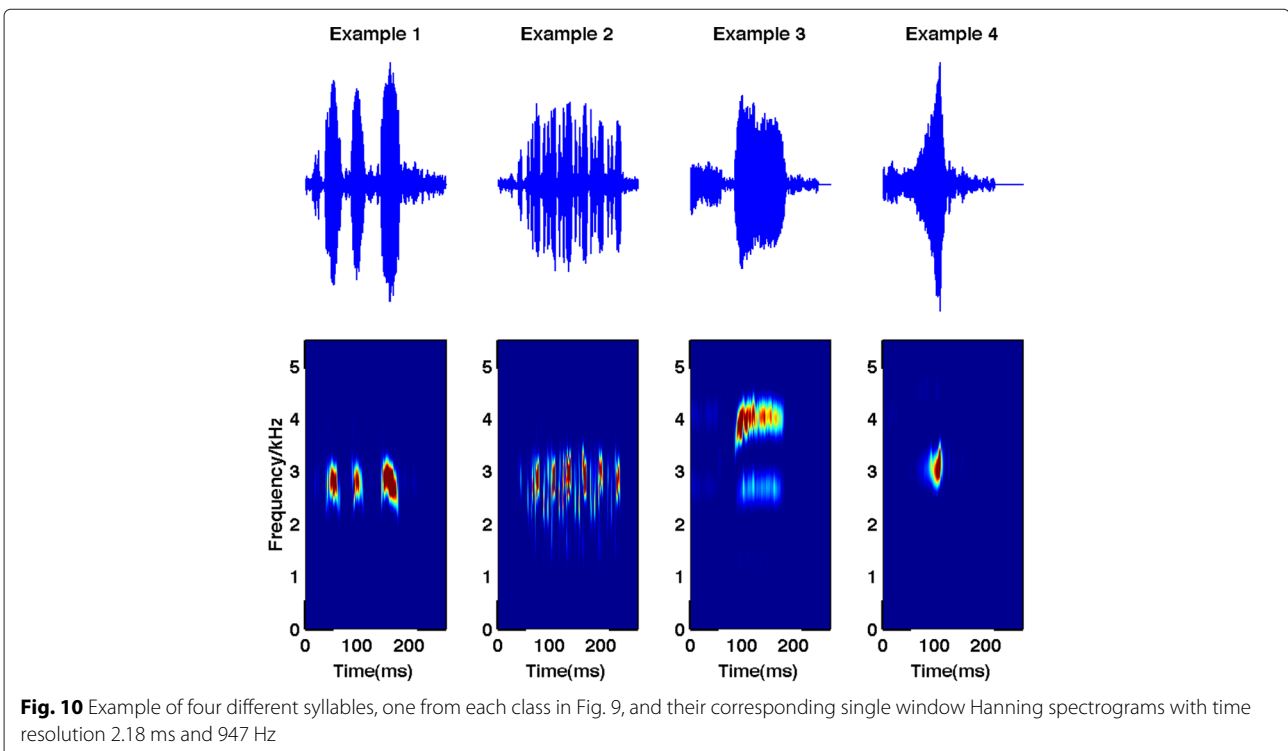 Example 1 Example 2 Example 3 Example 4
5 5 5 5
4 4 4 4
3 3 3 3
2 2 2 2
1 1 1 1
0 0 0 0
Frequency/kHz
0 100 200 0 100 200 0 100 200 0 100 200
Time(ms) Time(ms) Time(ms) Time(ms)
Fig. 10 Example of four different syllables, one from each class in Fig. 9, and their corresponding single window Hanning spectrograms with time
resolution 2.18 ms and 947 Hz